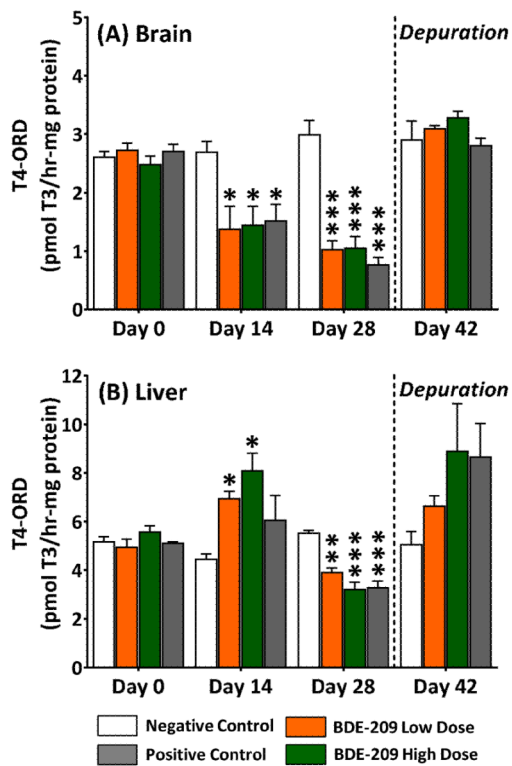 (A) Brain
Depuration
T4-ORD
(pmol T3/hr-mg protein)
5
4
3
2
1
0
* * *
*** *** ***
Day 0 Day 14 Day 28 Day 42
(B) Liver
Depuration
T4-ORD
(pmol T3/hr-mg protein)
12
10
8
6
4
2
0
* *
** *** ***
Day 0 Day 14 Day 28 Day 42
Negative Control BDE-209 Low Dose
Positive Control BDE-209 High Dose